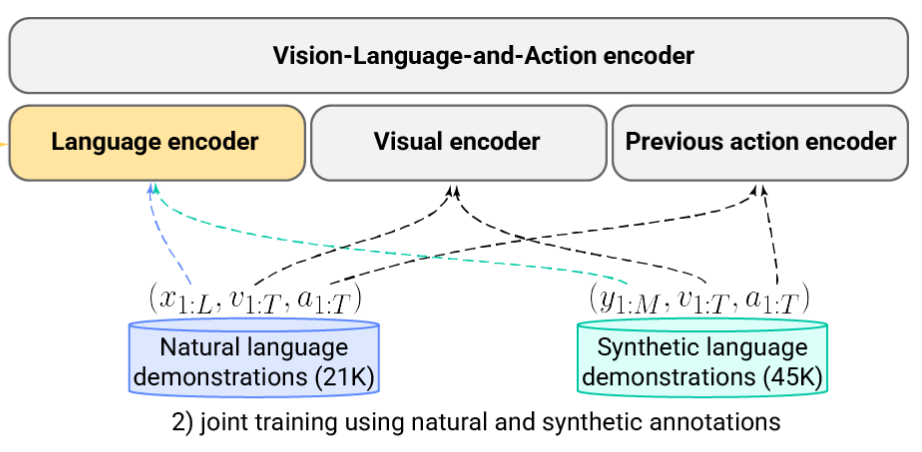 Vision-Language-and-Action encoder
Language encoder
Visual encoder
Previous action encoder
(x_{1:L}, v_{1:T}, a_{1:T})
(y_{1:M}, v_{1:T}, a_{1:T})
Natural language
demonstrations (21K)
Synthetic language
demonstrations (45K)
2) joint training using natural and synthetic annotations